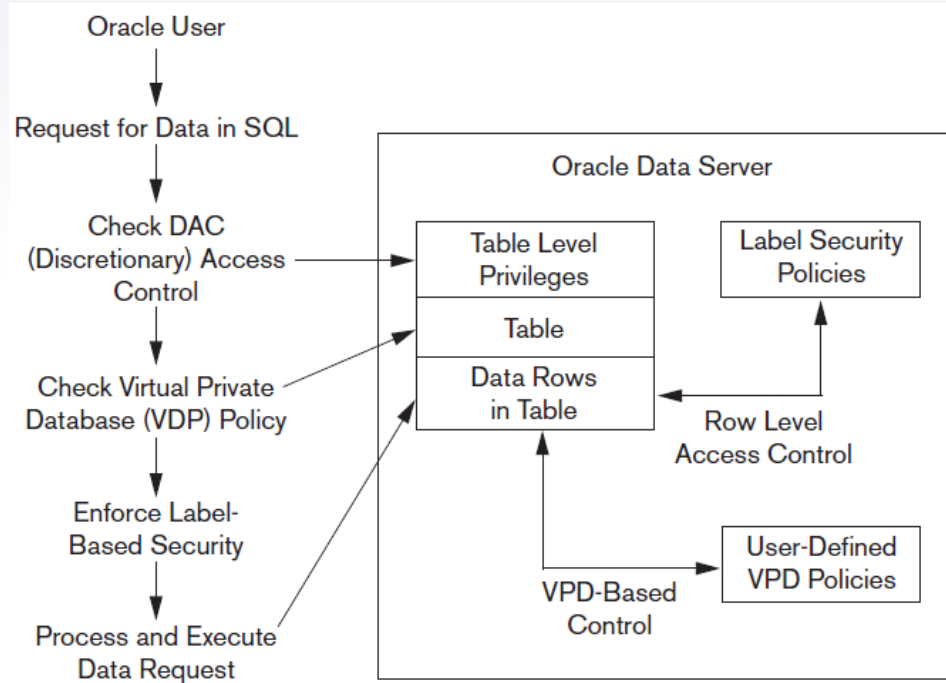 Oracle User
Request for Data in SQL
Check DAC
(Discretionary) Access
Control
Check Virtual Private
Database (VDP) Policy
Enforce Label-
Based Security
Process and Execute
Data Request
Oracle Data Server
Table Level
Privileges
Table
Data Rows
in Table
Label Security
Policies
Row Level
Access Control
User-Defined
VPD Policies
VPD-Based
Control